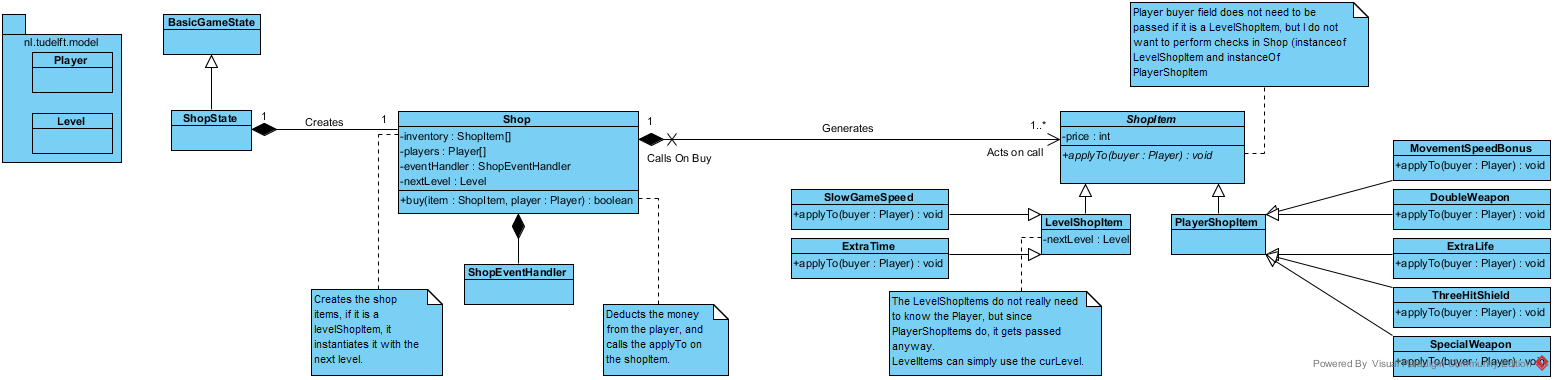 BasicGameState
nl.tudelft.model
Player
Level
ShopState
1
Creates
1
Shop
-inventory : ShopItem[]
-players : Player[]
-eventHandler : ShopEventHandler
-nextLevel : Level
+buy(item : ShopItem, player : Player) : boolean
1
Calls On Buy
Generates
1..*
Acts on call
Player buyer field does not need to be
passed if it is a LevelShopItem, but I do not
want to perform checks in Shop (instanceof
LevelShopItem and instanceOf
PlayerShopItem
ShopItem
-price : int
+applyTo(buyer : Player) : void
SlowGameSpeed
+applyTo(buyer : Player) : void
ExtraTime
+applyTo(buyer : Player) : void
LevelShopItem
-nextLevel : Level
PlayerShopItem
MovementSpeedBonus
+applyTo(buyer : Player) : void
DoubleWeapon
+applyTo(buyer : Player) : void
ExtraLife
+applyTo(buyer : Player) : void
ThreeHitShield
+applyTo(buyer : Player) : void
SpecialWeapon
+applyTo(buyer : Player) : void
ShopEventHandler
Creates the shop
items, if it is a
levelShopItem, it
instantiates it with the
next level.
Deducts the money
from the player, and
calls the applyTo on
the shopItem.
The LevelShopItems do not really need
to know the Player, but since
PlayerShopItems do, it gets passed
anyway.
LevelItems can simply use the curLevel.
Powered By Visual Paradigm Community Edition